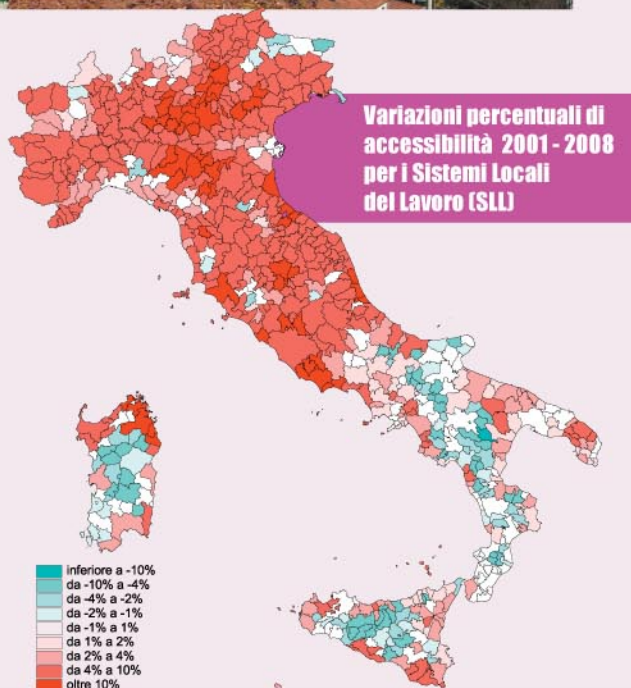 Variazioni percentuali di
accessibilità 2001 - 2008
per i Sistemi Locali
del Lavoro (SLL)
inferiore a -10%
da -10% a -4%
da -4% a -2%
da -2% a -1%
da -1% a 1%
da 1% a 2%
da 2% a 4%
da 4% a 10%
oltre 10%